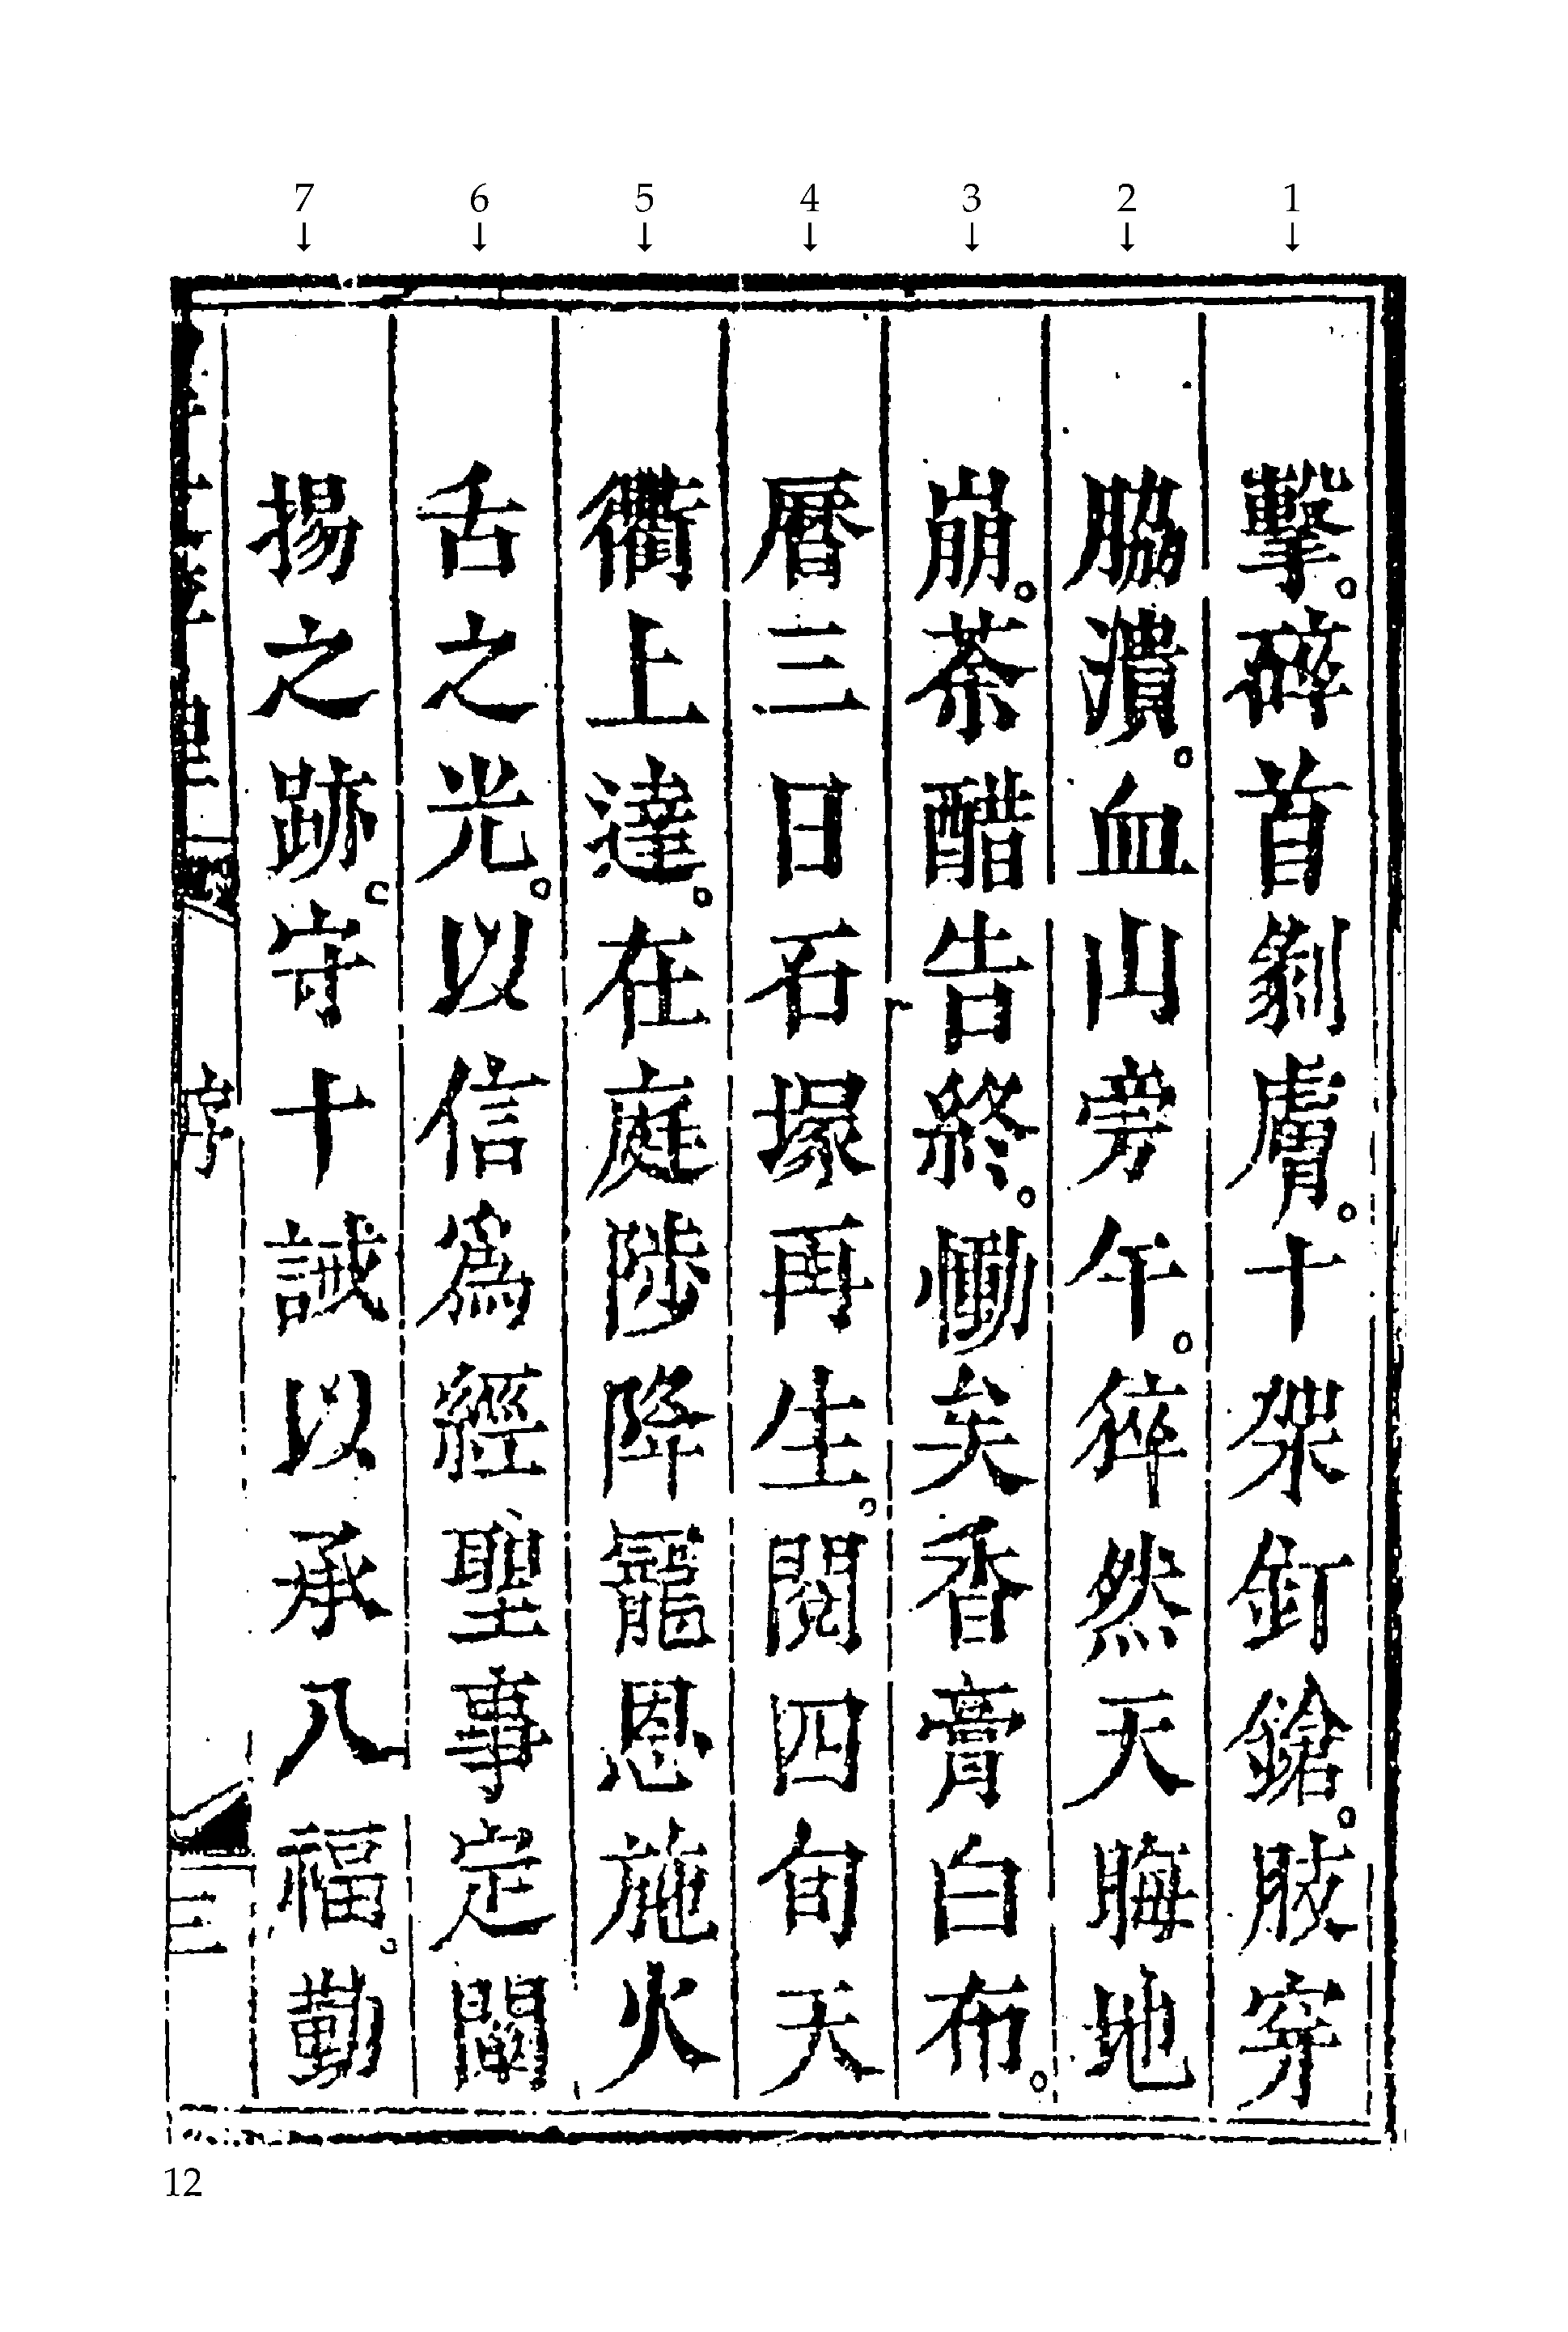 7 6 5 4 3 2 1
↓ ↓ ↓ ↓ ↓ ↓ ↓
擊。碎首剝膚。十架釘鎗。肢穿
脇潰。血山旁午。猝然天晦地
崩。荼醋告終。慟矣香膏白布。
曆三日石塚再生。閱四旬天
衢上達。在庭陟降寵恩施火
舌之光。以信爲經聖事定
揚之跡。守十誡以承八福。勤
序
三
12